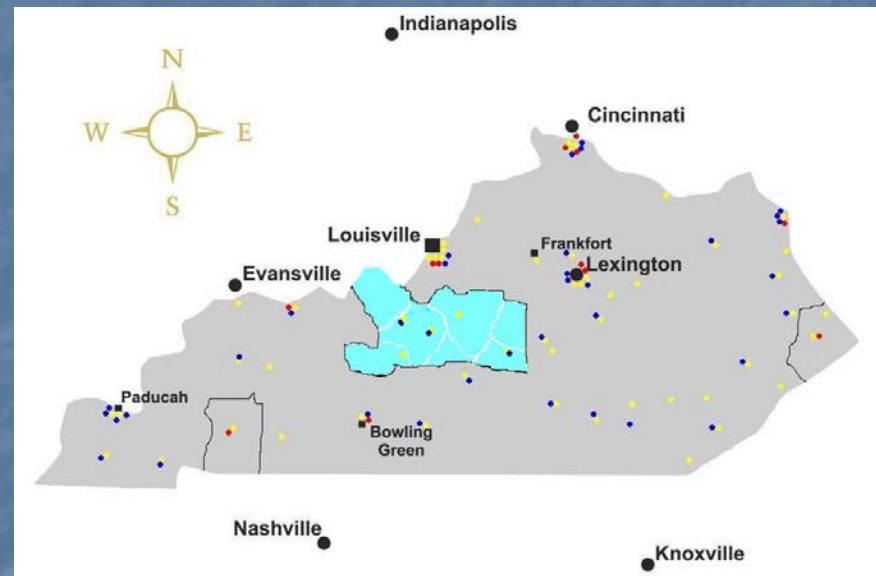 Indianapolis
N
W E
S
Cincinnati
Louisville
Frankfort
Lexington
Evansville
Paducah
Bowling
Green
Nashville
Knoxville